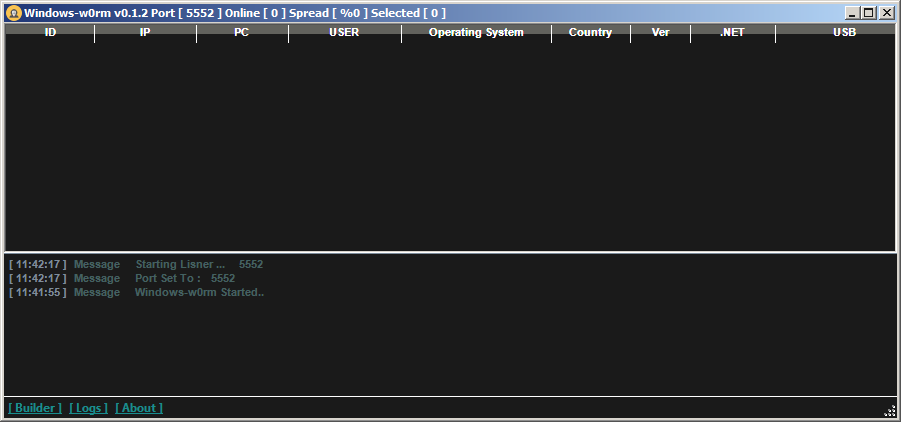 Windows-w0rm v0.1.2 Port [ 5552 ] Online [ 0 ] Spread [ %0 ] Selected [ 0 ]
ID IP PC USER Operating System Country Ver .NET USB
[ 11:42:17 ] Message Starting Lisner ... 5552
[ 11:42:17 ] Message Port Set To : 5552
[ 11:41:55 ] Message Windows-w0rm Started..
[ Builder ] [ Logs ] [ About ]